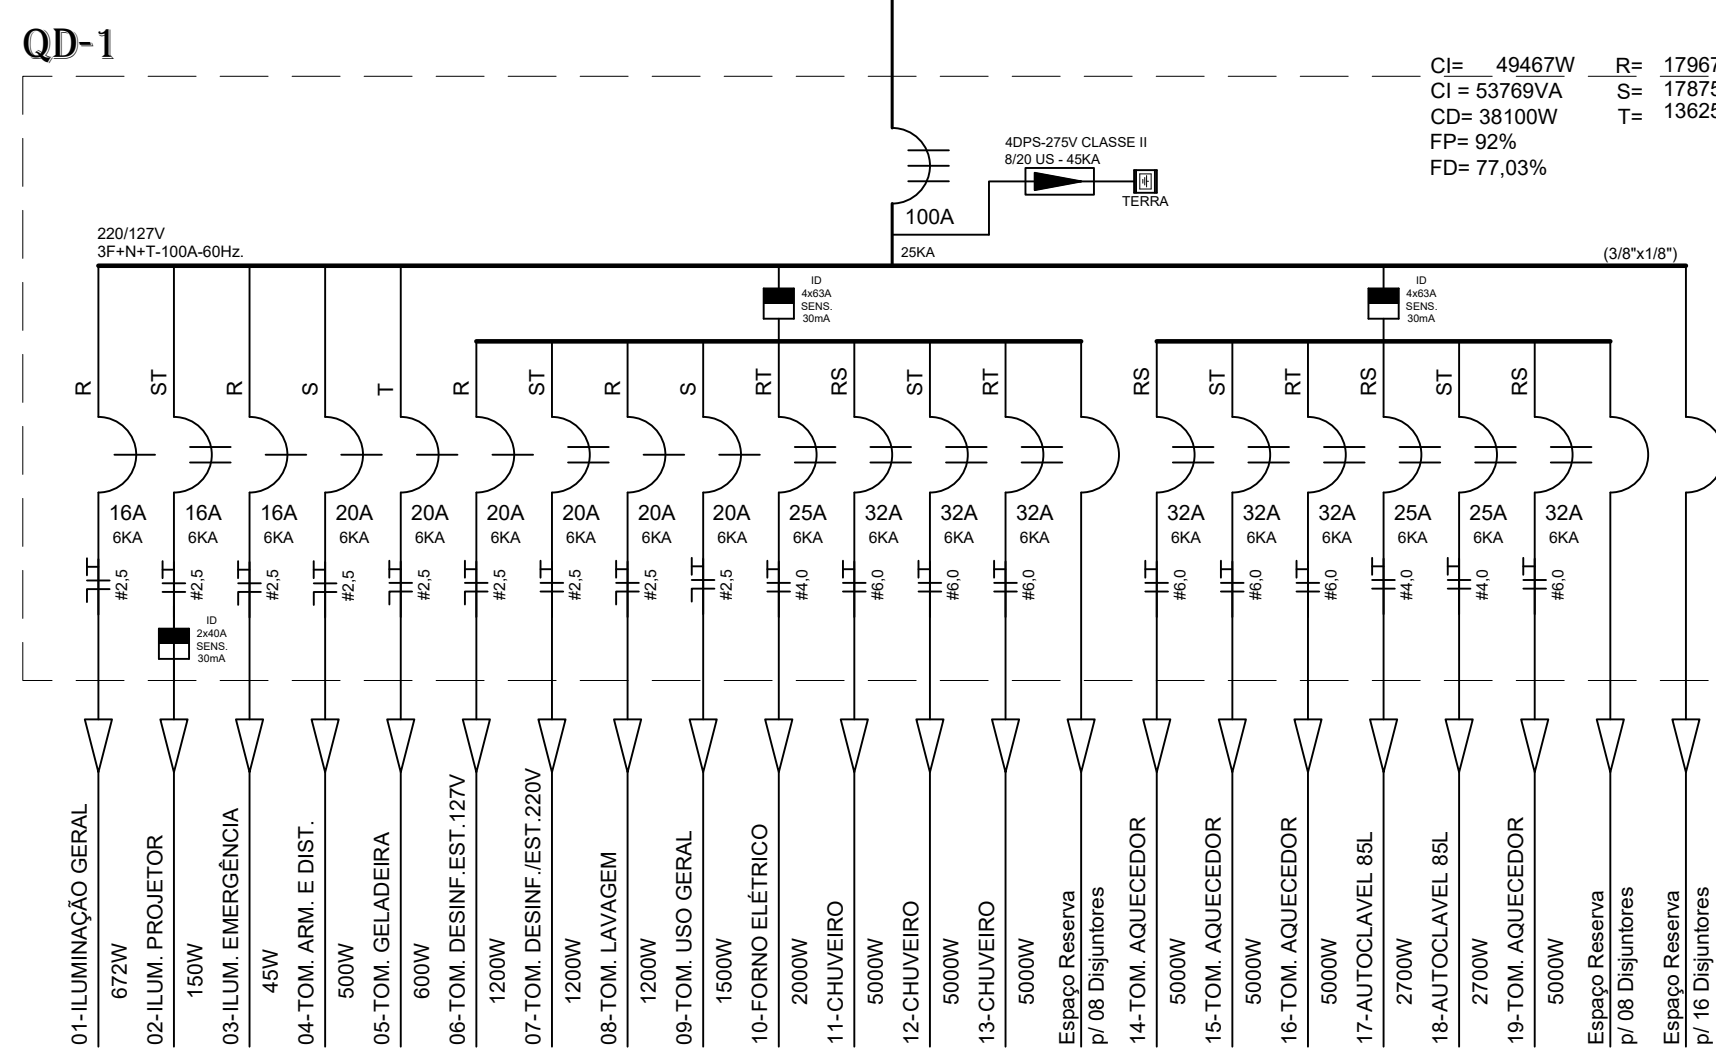 QD-1
CI= 49467W R= 17967
CI = 53769VA S= 17875
CD= 38100W T= 13625
FP= 92%
FD= 77,03%
4DPS-275V CLASSE II
8/20 US - 45KA
TERRA
100A
25KA
220/127V
3F+N+T-100A-60Hz.
(3/8"x1/8")
ID
4x63A
SENS.
30mA
ID
4x63A
SENS.
30mA
R ST R S T R ST R S RT RS ST RT RS ST RT RS ST RS
16A 16A 16A 20A 20A 20A 20A 20A 20A 25A 32A 32A 32A 32A 32A 32A 25A 25A 32A
6KA 6KA 6KA 6KA 6KA 6KA 6KA 6KA 6KA 6KA 6KA 6KA 6KA 6KA 6KA 6KA 6KA 6KA 6KA
#2,5 #2,5 #2,5 #2,5 #2,5 #2,5 #2,5 #2,5 #2,5 #4,0 #6,0 #6,0 #6,0 #6,0 #6,0 #6,0 #4,0 #4,0 #6,0
ID
2x40A
SENS.
30mA
01-ILUMINAÇÃO GERAL
672W
02-ILUM. PROJETOR
150W
03-ILUM. EMERGÊNCIA
45W
04-TOM. ARM. E DIST.
500W
05-TOM. GELADEIRA
600W
06-TOM. DESINF.EST.127V
1200W
07- TOM. DESINF./EST.220V
1200W
08- TOM. LAVAGEM
1200W
09-TOM. USO GERAL
1500W
10-FORNO ELÉTRICO
2000W
11-CHUVEIRO
5000W
12-CHUVEIRO
5000W
13-CHUVEIRO
5000W
Espaço Reserva
p/ 08 Disjuntores
14- TOM. AQUECEDOR
5000W
15-TOM. AQUECEDOR
5000W
16-TOM. AQUECEDOR
5000W
17-AUTOCLAVEL 85L
2700W
18-AUTOCLAVEL 85L
2700W
19-TOM. AQUECEDOR
5000W
Espaço Reserva
p/ 08 Disjuntores
Espaço Reserva
p/ 16 Disjuntores